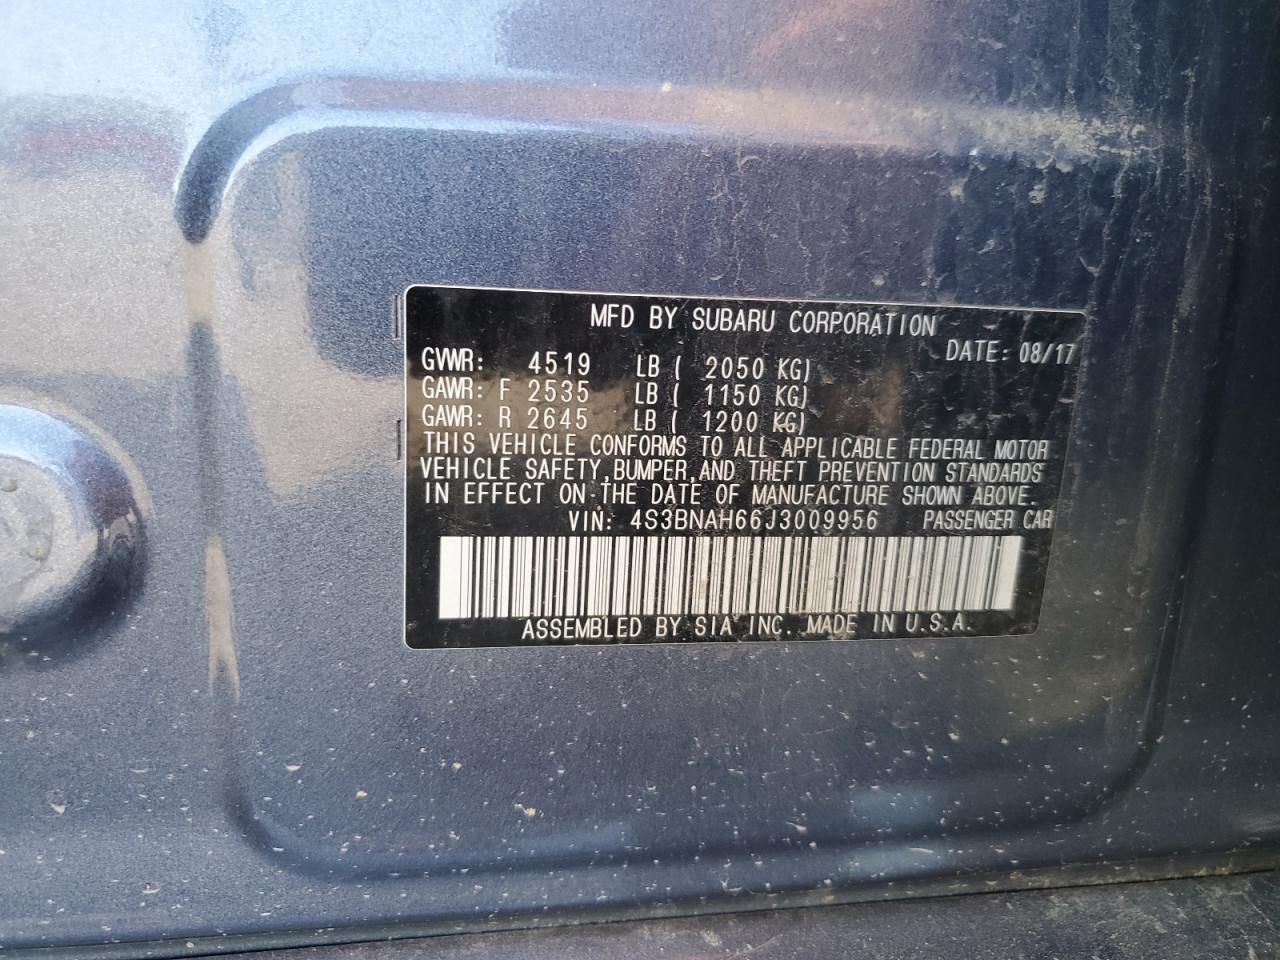 MFD BY SUBARU CORPORATION
DATE: 08/17
GVWR: 4519 LB ( 2050 KG)
GAWR: F 2535 LB ( 1150 KG)
GAWR: R 2645 LB ( 1200 KG)
THIS VEHICLE CONFORMS TO ALL APPLICABLE FEDERAL MOTOR
VEHICLE SAFETY,BUMPER,AND THEFT PREVENTION STANDARDS
IN EFFECT ON THE DATE OF MANUFACTURE SHOWN ABOVE.
VIN: 4S3BNAH66J3009956 PASSENGER CAR
ASSEMBLED BY SIA INC. MADE IN U.S.A.